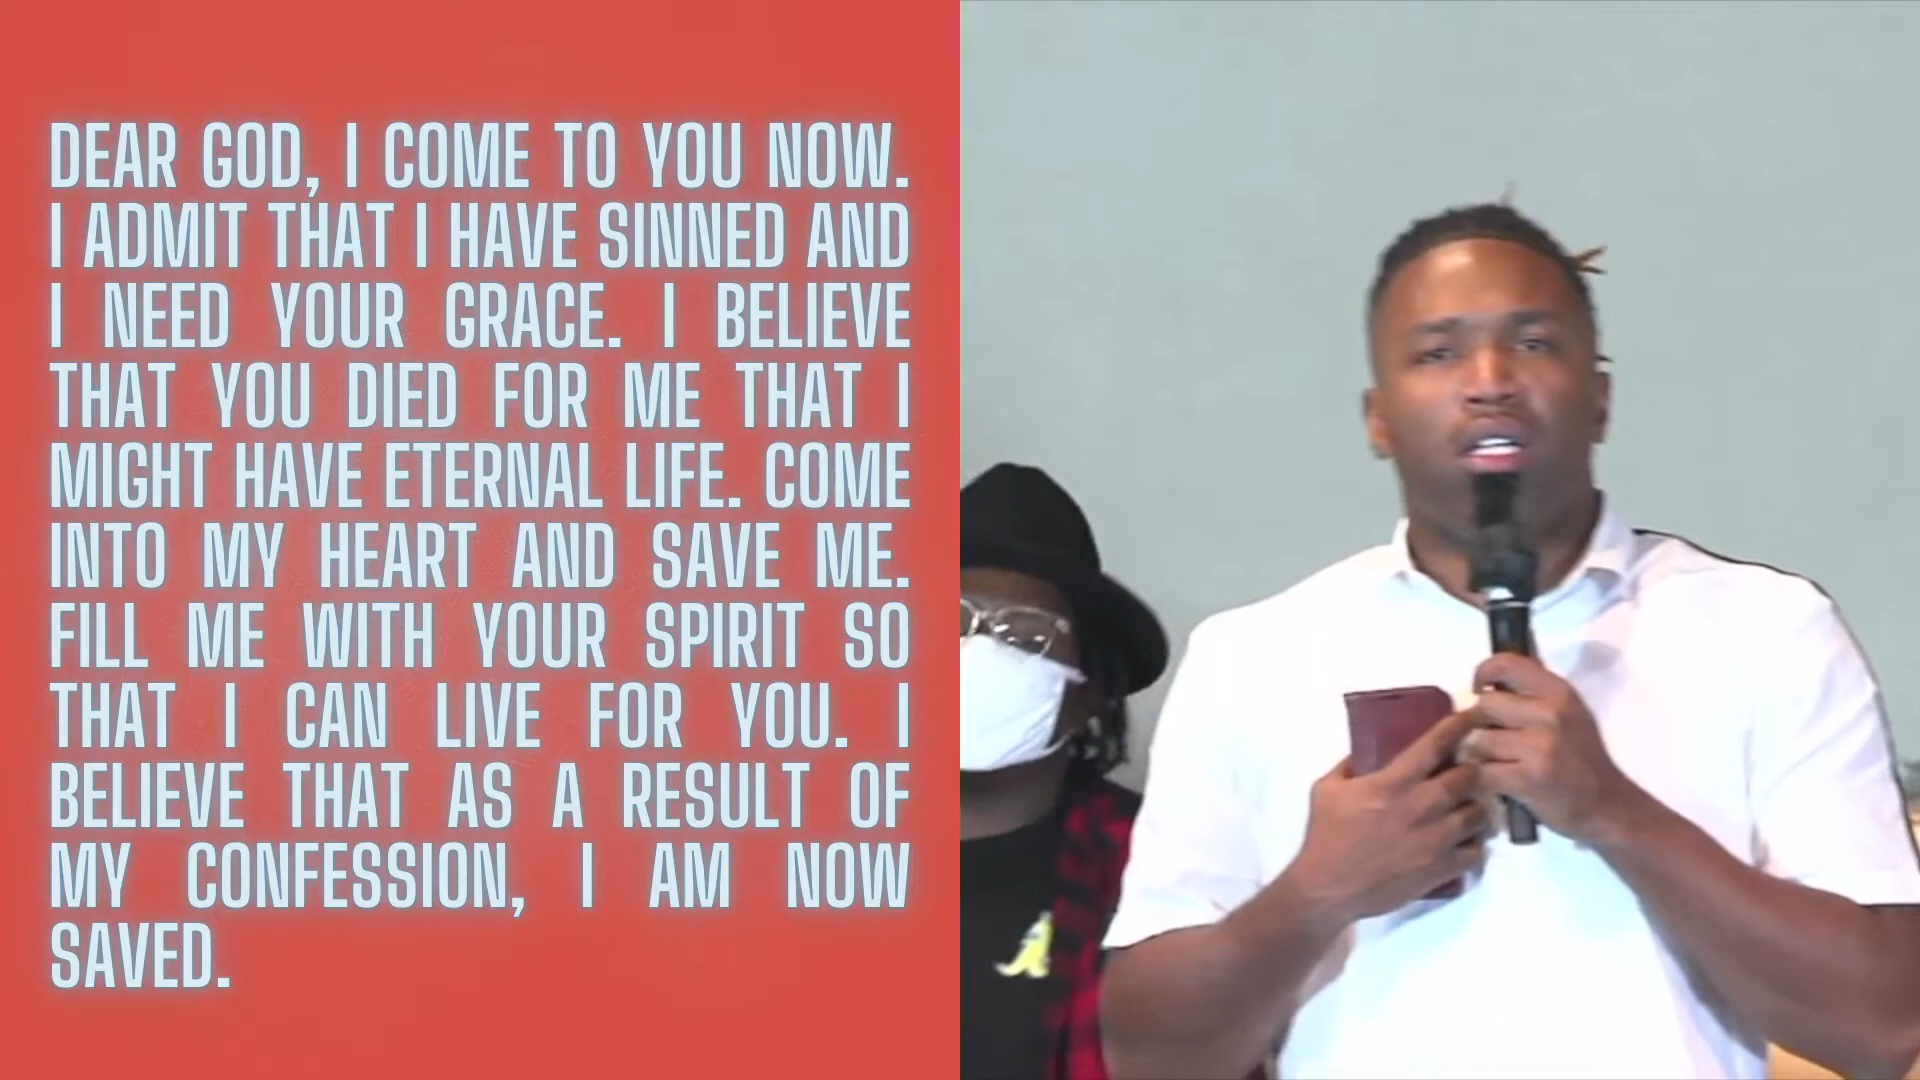 DEAR GOD, I COME TO YOU NOW.
I ADMIT THAT I HAVE SINNED AND
I NEED YOUR GRACE. I BELIEVE
THAT YOU DIED FOR ME THAT I
MIGHT HAVE ETERNAL LIFE. COME
INTO MY HEART AND SAVE ME.
FILL ME WITH YOUR SPIRIT SO
THAT I CAN LIVE FOR YOU. I
BELIEVE THAT AS A RESULT OF
MY CONFESSION, I AM NOW
SAVED.